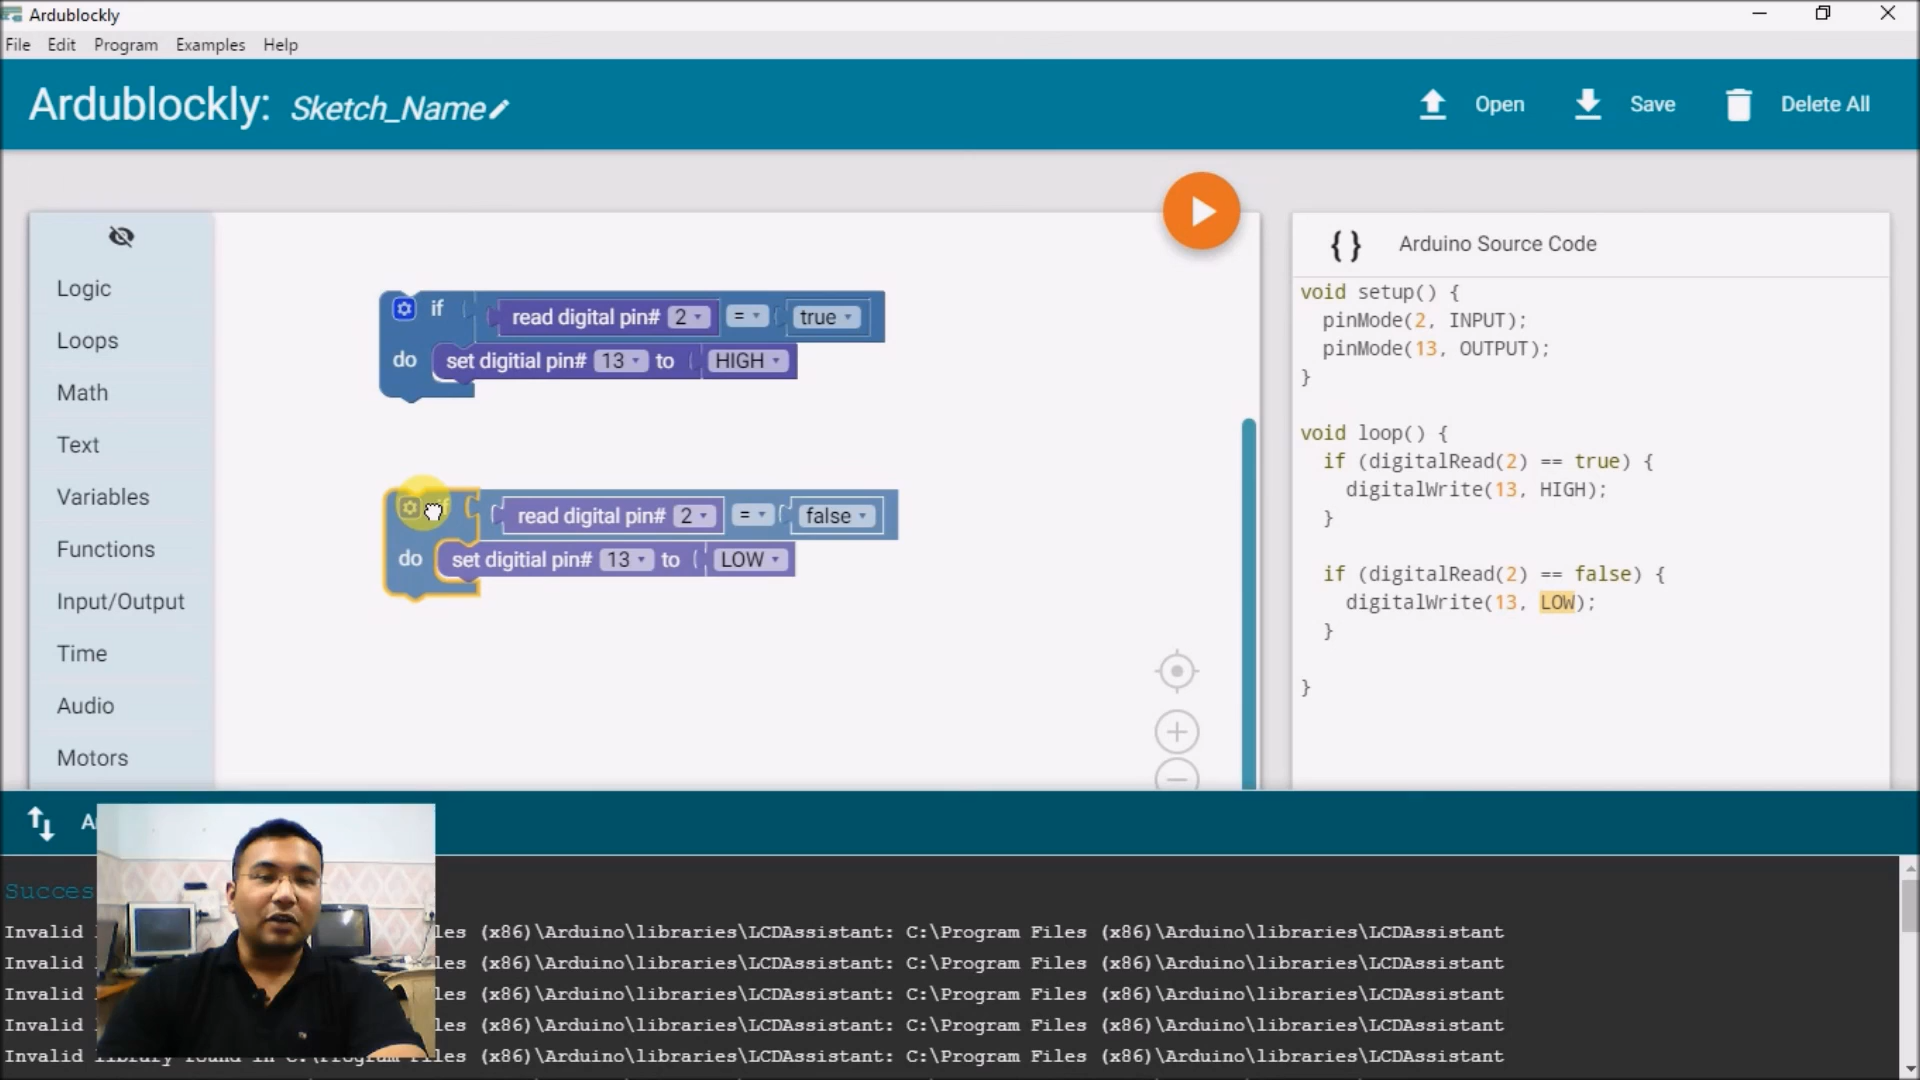 Ardublockly
File Edit Program Examples Help
Ardublockly: Sketch_Name
Open Save Delete All
Logic
Loops
Math
Text
Variables
Functions
Input/Output
Time
Audio
Motors
if read digital pin# 2 = true
do set digitial pin# 13 to HIGH
if read digital pin# 2 = false
do set digitial pin# 13 to LOW
{ } Arduino Source Code
void setup() {
pinMode(2, INPUT);
pinMode(13, OUTPUT);
}
void loop() {
if (digitalRead(2) == true) {
digitalWrite(13, HIGH);
}
if (digitalRead(2) == false) {
digitalWrite(13, LOW);
}
}
Invalid (x86)\Arduino\libraries\LCDAssistant: C:\Program Files (x86)\Arduino\libraries\LCDAssistant
Invalid (x86)\Arduino\libraries\LCDAssistant: C:\Program Files (x86)\Arduino\libraries\LCDAssistant
Invalid (x86)\Arduino\libraries\LCDAssistant: C:\Program Files (x86)\Arduino\libraries\LCDAssistant
Invalid (x86)\Arduino\libraries\LCDAssistant: C:\Program Files (x86)\Arduino\libraries\LCDAssistant
Invalid library found in C:\Program Files (x86)\Arduino\libraries\LCDAssistant: C:\Program Files (x86)\Arduino\libraries\LCDAssistant